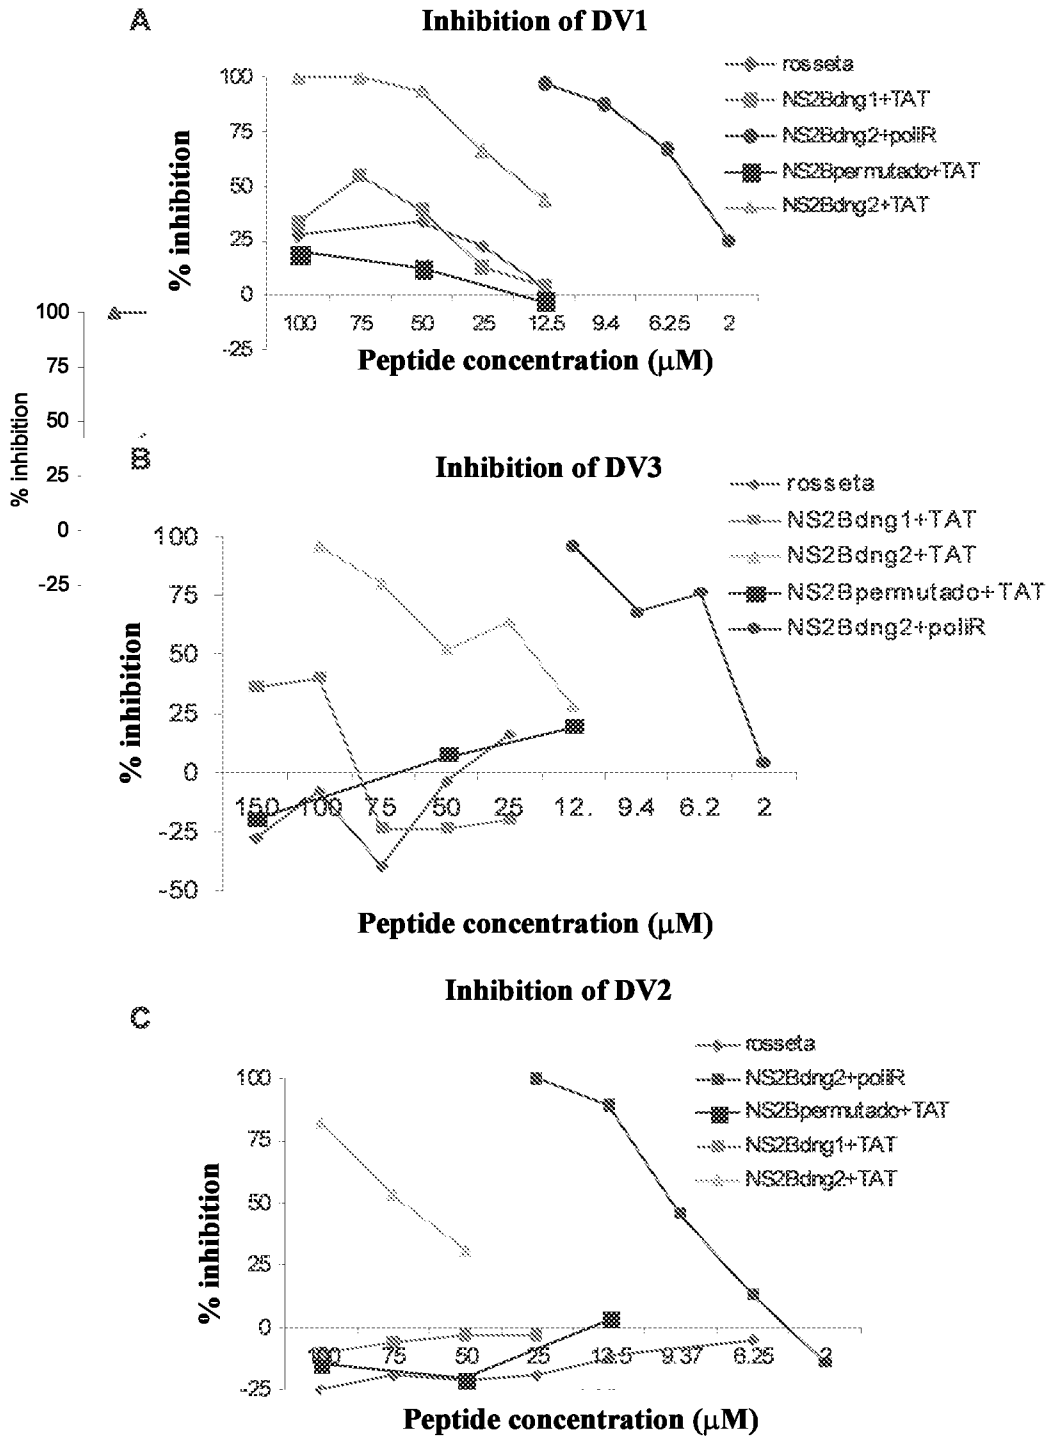 A
Inhibition of DV1
% inhibition
100
75
50
25
0
-25
100 75 50 25 12.5 9.4 6.25 2
Peptide concentration (μM)
rosseta
NS2Bdng1+TAT
NS2Bdng2+poliR
NS2Bpermutado+TAT
NS2Bdng2+TAT
% inhibition
100
75
50
25
0
-25
B
Inhibition of DV3
% inhibition
100
75
50
25
0
-25
-50
150 100 75 50 25 12. 9.4 6.2 2
Peptide concentration (μM)
rosseta
NS2Bdng1+TAT
NS2Bdng2+TAT
NS2Bpermutado+TAT
NS2Bdng2+poliR
C
Inhibition of DV2
% inhibition
100
75
50
25
0
-25
100 75 50 25 12.5 9.37 6.25 2
Peptide concentration (μM)
rosseta
NS2Bdng2+poliR
NS2Bpermutado+TAT
NS2Bdng1+TAT
NS2Bdng2+TAT